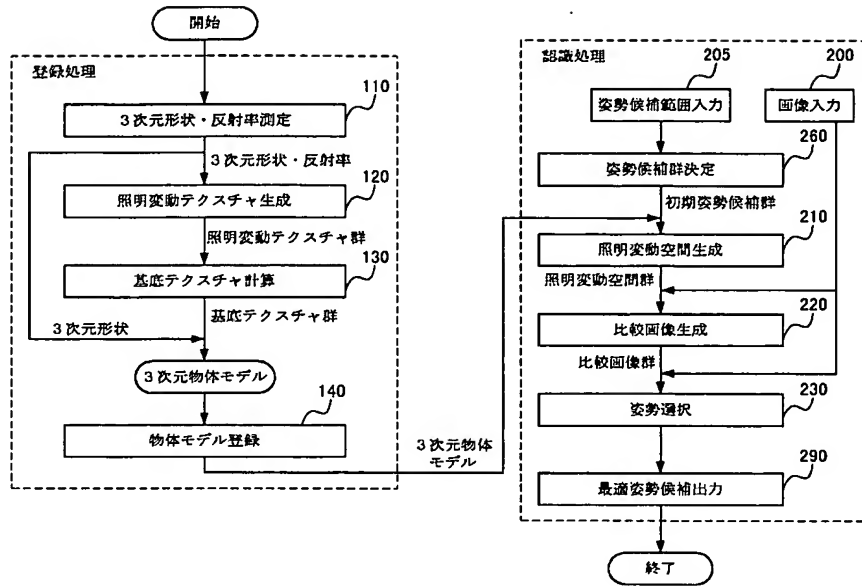 開始
登録処理
110
3次元形状・反射率測定
3次元形状・反射率
120
照明変動テクスチャ生成
照明変動テクスチャ群
130
基底テクスチャ計算
3次元形状
基底テクスチャ群
3次元物体モデル
140
物体モデル登録
3次元物体
モデル
認識処理
205
200
姿勢候補範囲入力
画像入力
260
姿勢候補群決定
初期姿勢候補群
210
照明変動空間生成
照明変動空間群
220
比較画像生成
比較画像群
230
姿勢選択
290
最適姿勢候補出力
終了